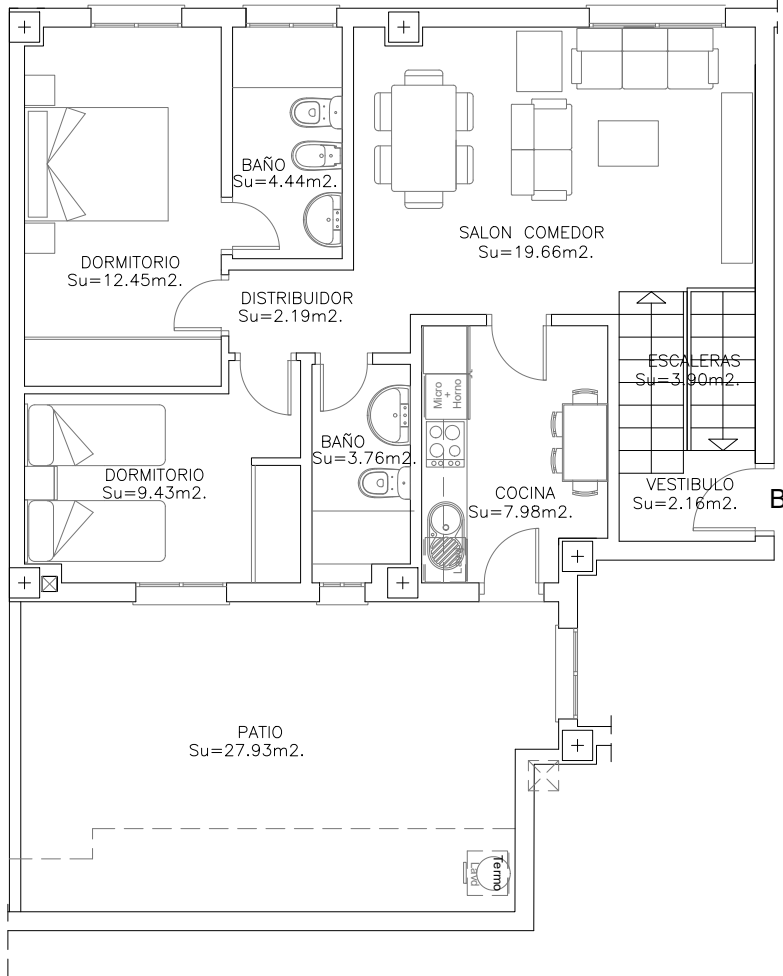 BAÑO
Su=4.44m2.
SALON COMEDOR
Su=19.66m2.
DORMITORIO
Su=12.45m2.
DISTRIBUIDOR
Su=2.19m2.
ESCALERAS
Su=3.90m2.
Micro
+
Horno
BAÑO
Su=3.76m2.
DORMITORIO
Su=9.43m2.
COCINA
Su=7.98m2.
VESTIBULO
Su=2.16m2.
B
PATIO
Su=27.93m2.
Termo
Lavd